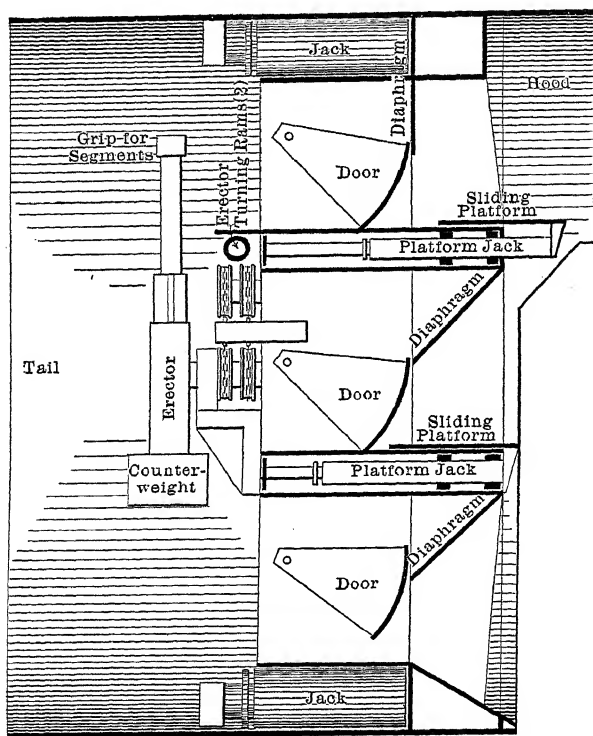 Jack
Diaphragm
Hood
Grip for
Segments
Erector
Turning Rams(2)
Door
Sliding
Platform
Platform Jack
Diaphragm
Tail
Erector
Door
Sliding
Platform
Counter-
weight
Platform Jack
Diaphragm
Door
Jack